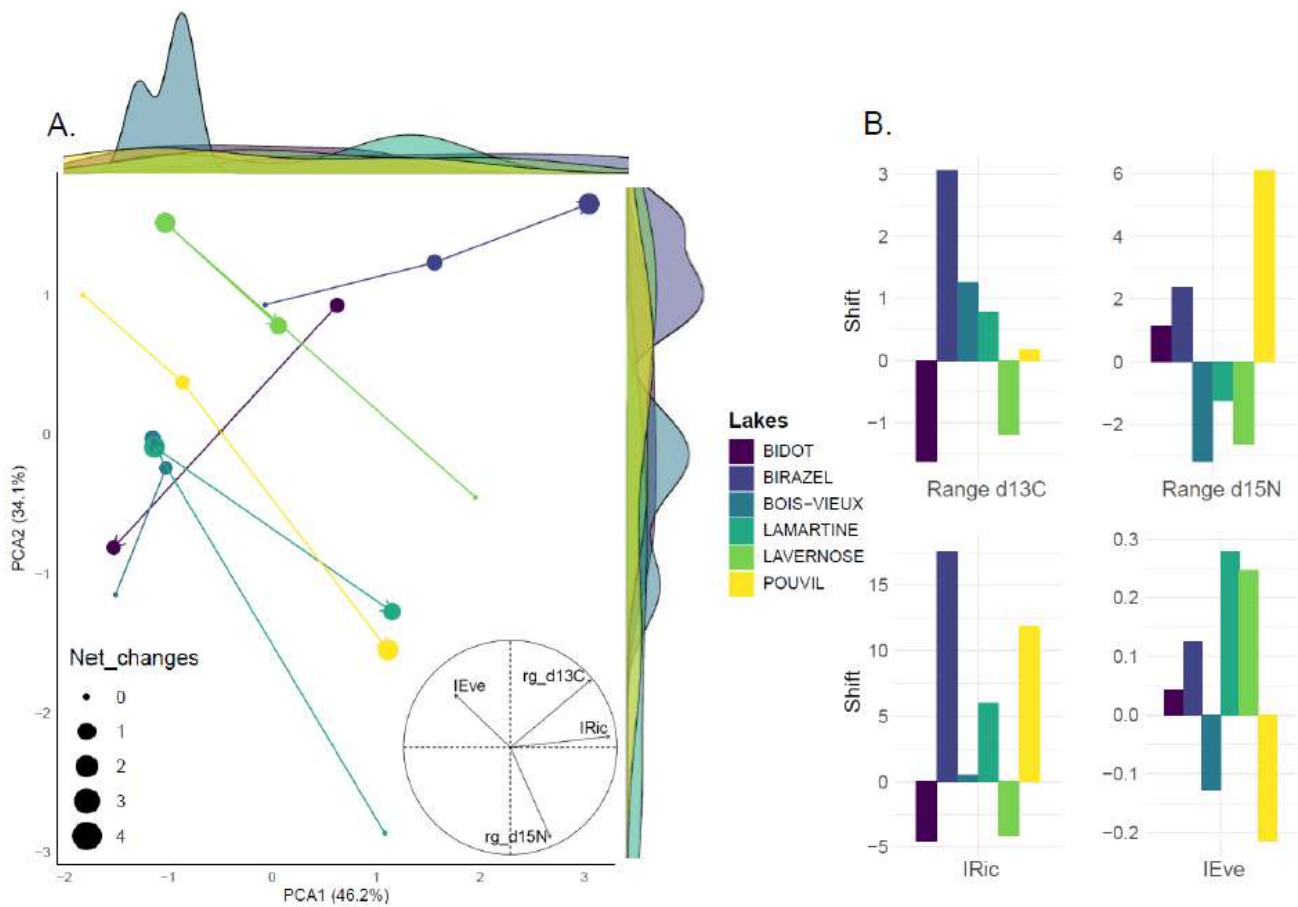 A.
PCA2 (34.1%)
1
0
−1
−2
−3
−2
−1
0
1
2
3
PCA1 (46.2%)
Net_changes
0
1
2
3
4
IEve
rg_d13C
IRic
rg_d15N
Lakes
BIDOT
BIRAZEL
BOIS−VIEUX
LAMARTINE
LAVERNOSE
POUVIL
B.
Shift
3
2
1
0
−1
Range d13C
6
4
2
0
−2
Range d15N
Shift
15
10
5
0
−5
IRic
0.3
0.2
0.1
0.0
−0.1
−0.2
IEve